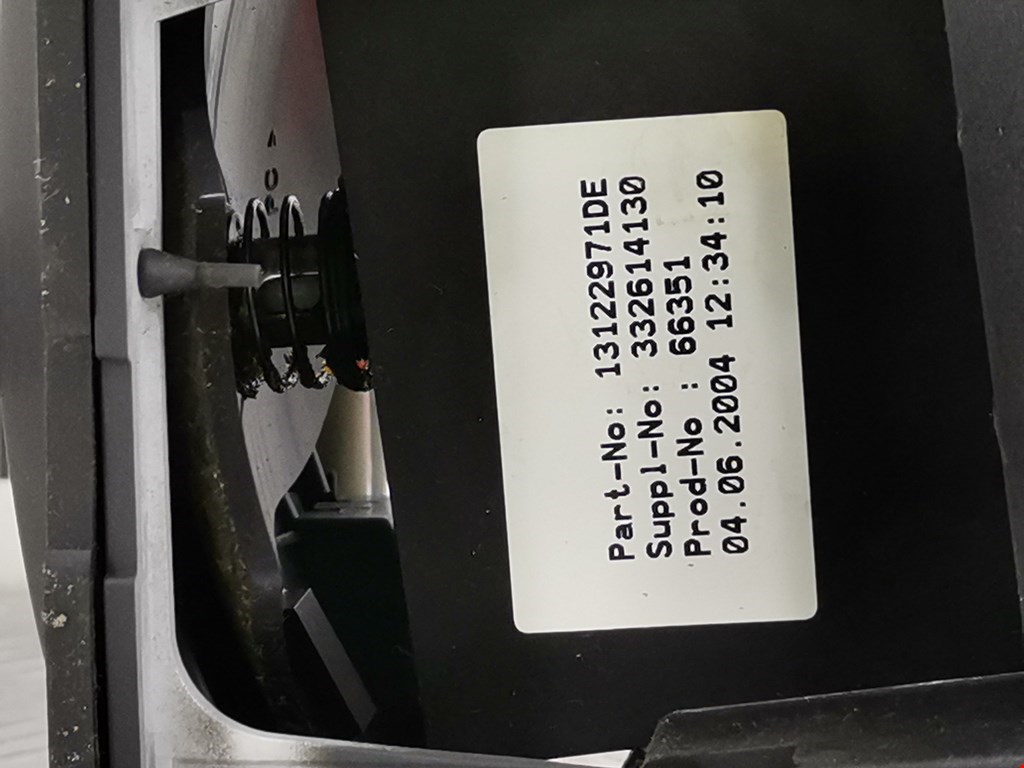 Part-No: 13122971DE
Suppl-No: 332614130
Prod-No : 66351
04.06.2004 12:34:10